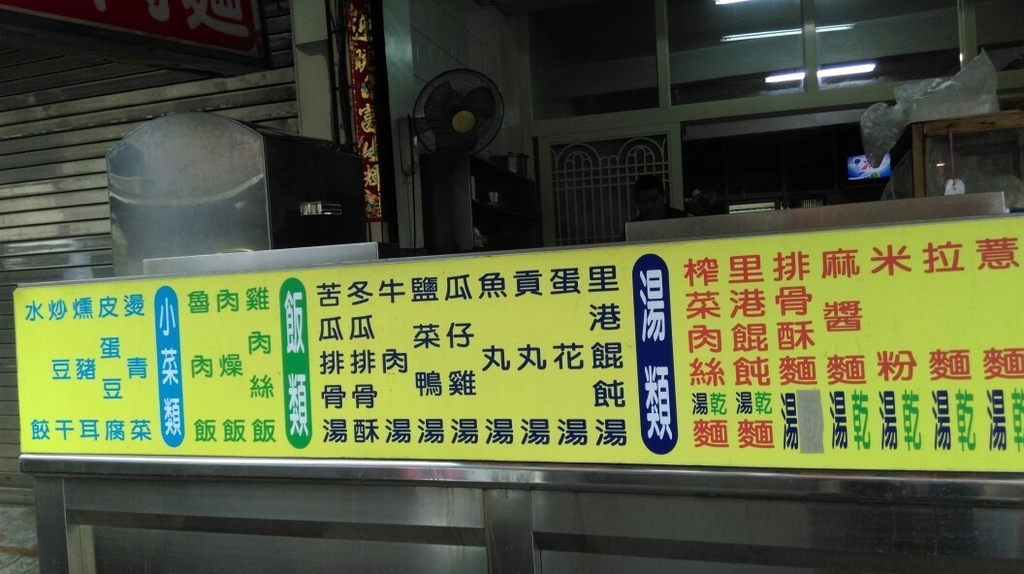 薏麵 湯乾
拉麵 湯乾
米粉 湯乾
麻醬麵 湯乾
排骨酥麵 湯
里港餛飩 湯乾麵
榨菜肉絲 湯乾麵
湯類
里港餛飩湯
蛋花湯
貢丸湯
魚丸湯
瓜仔雞湯
鹽菜鴨湯
牛肉湯
冬瓜排骨酥
苦瓜排骨湯
飯類
雞肉絲飯
肉燥飯
魯肉飯
小菜類
燙青菜
皮蛋豆腐
燻豬耳
炒豆干
水餃